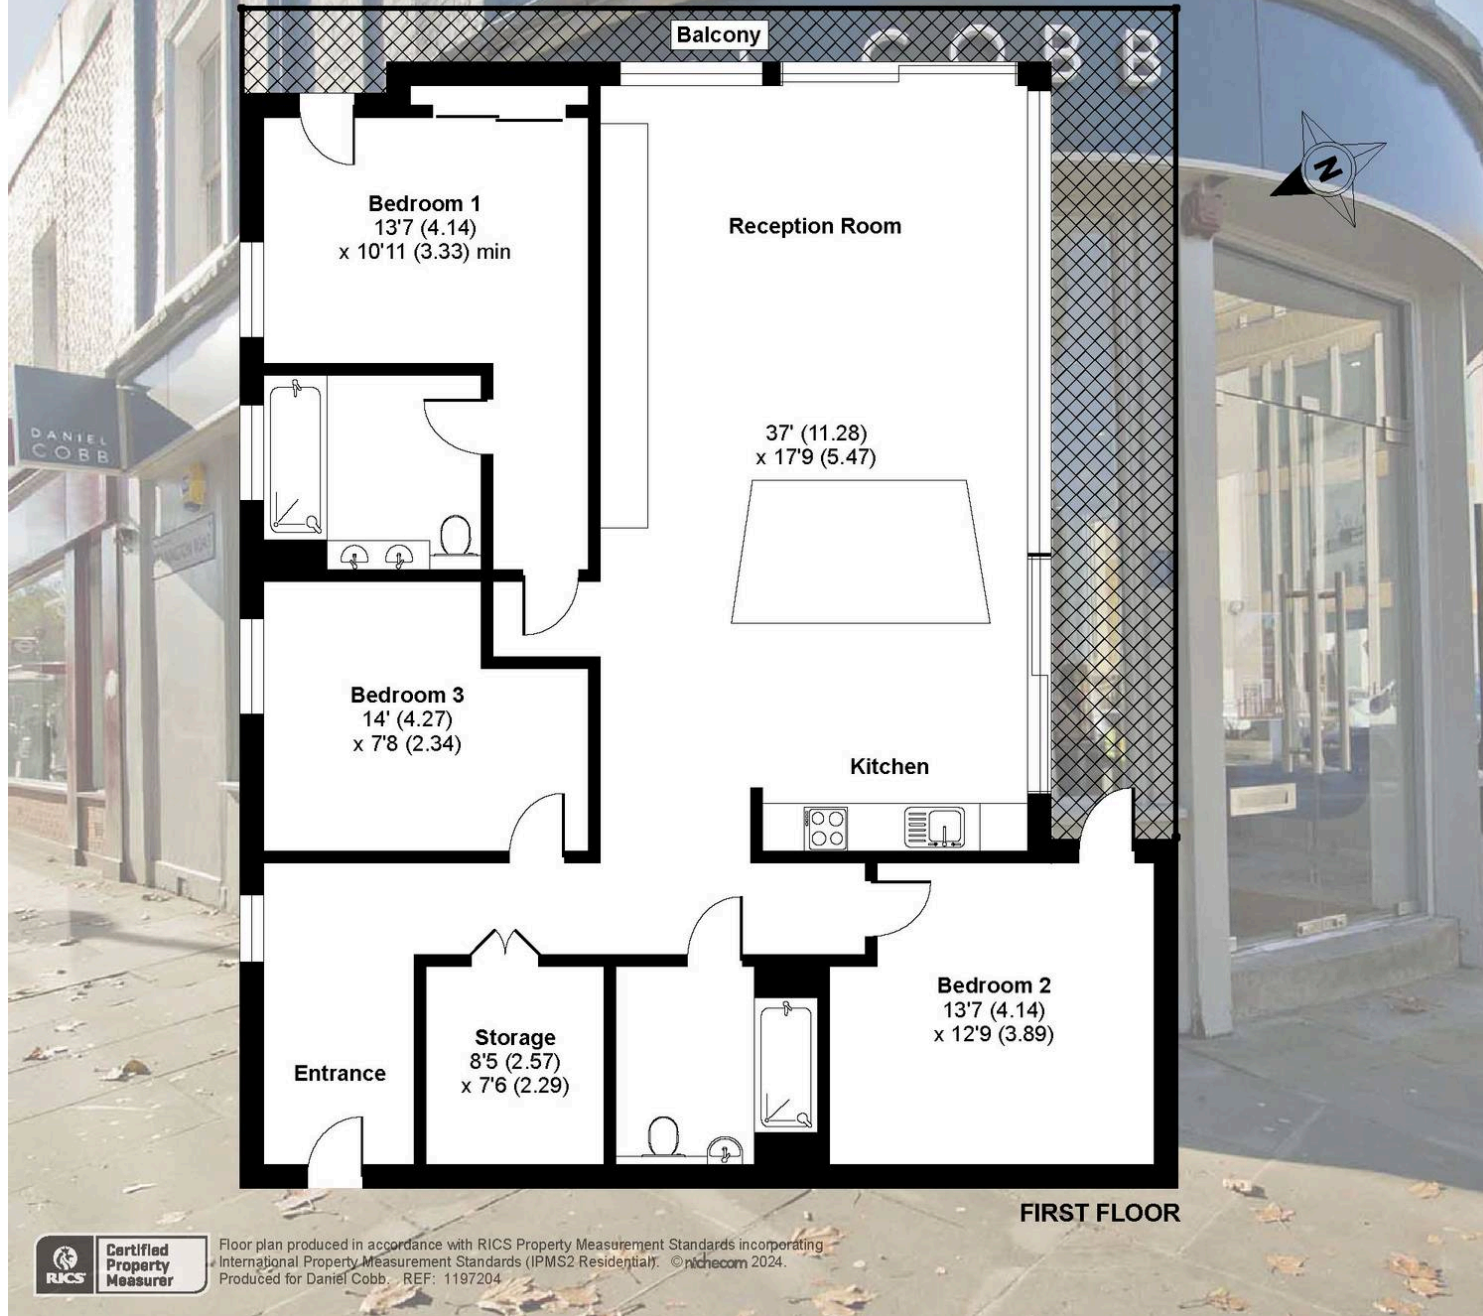 Balcony
C O B B
Bedroom 1
13'7 (4.14)
x 10'11 (3.33) min
N
Reception Room
37' (11.28)
x 17'9 (5.47)
DANIEL
COBB
Bedroom 3
14' (4.27)
x 7'8 (2.34)
Kitchen
Bedroom 2
13'7 (4.14)
x 12'9 (3.89)
Storage
8'5 (2.57)
x 7'6 (2.29)
Entrance
FIRST FLOOR
RICS
Certified
Property
Measurer
Floor plan produced in accordance with RICS Property Measurement Standards incorporating
International Property Measurement Standards (IPMS2 Residential). © nichecom 2024.
Produced for Daniel Cobb. REF: 1197204